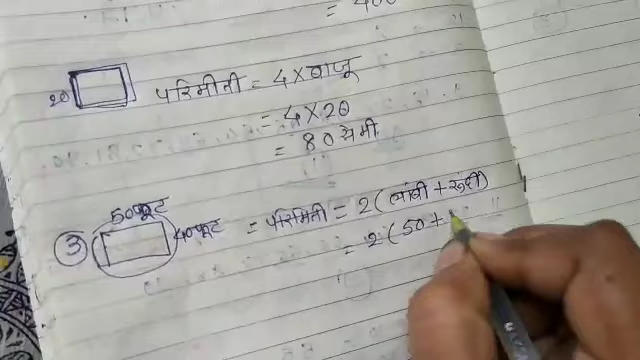 = 400
20 परिमीती = 4 × बाजू
= 4 × 20
= 80 सेमी
50 फूट
③ 40 फूट = परिमिती = 2 ( लांबी + रूंदी)
= 2 ( 50 +